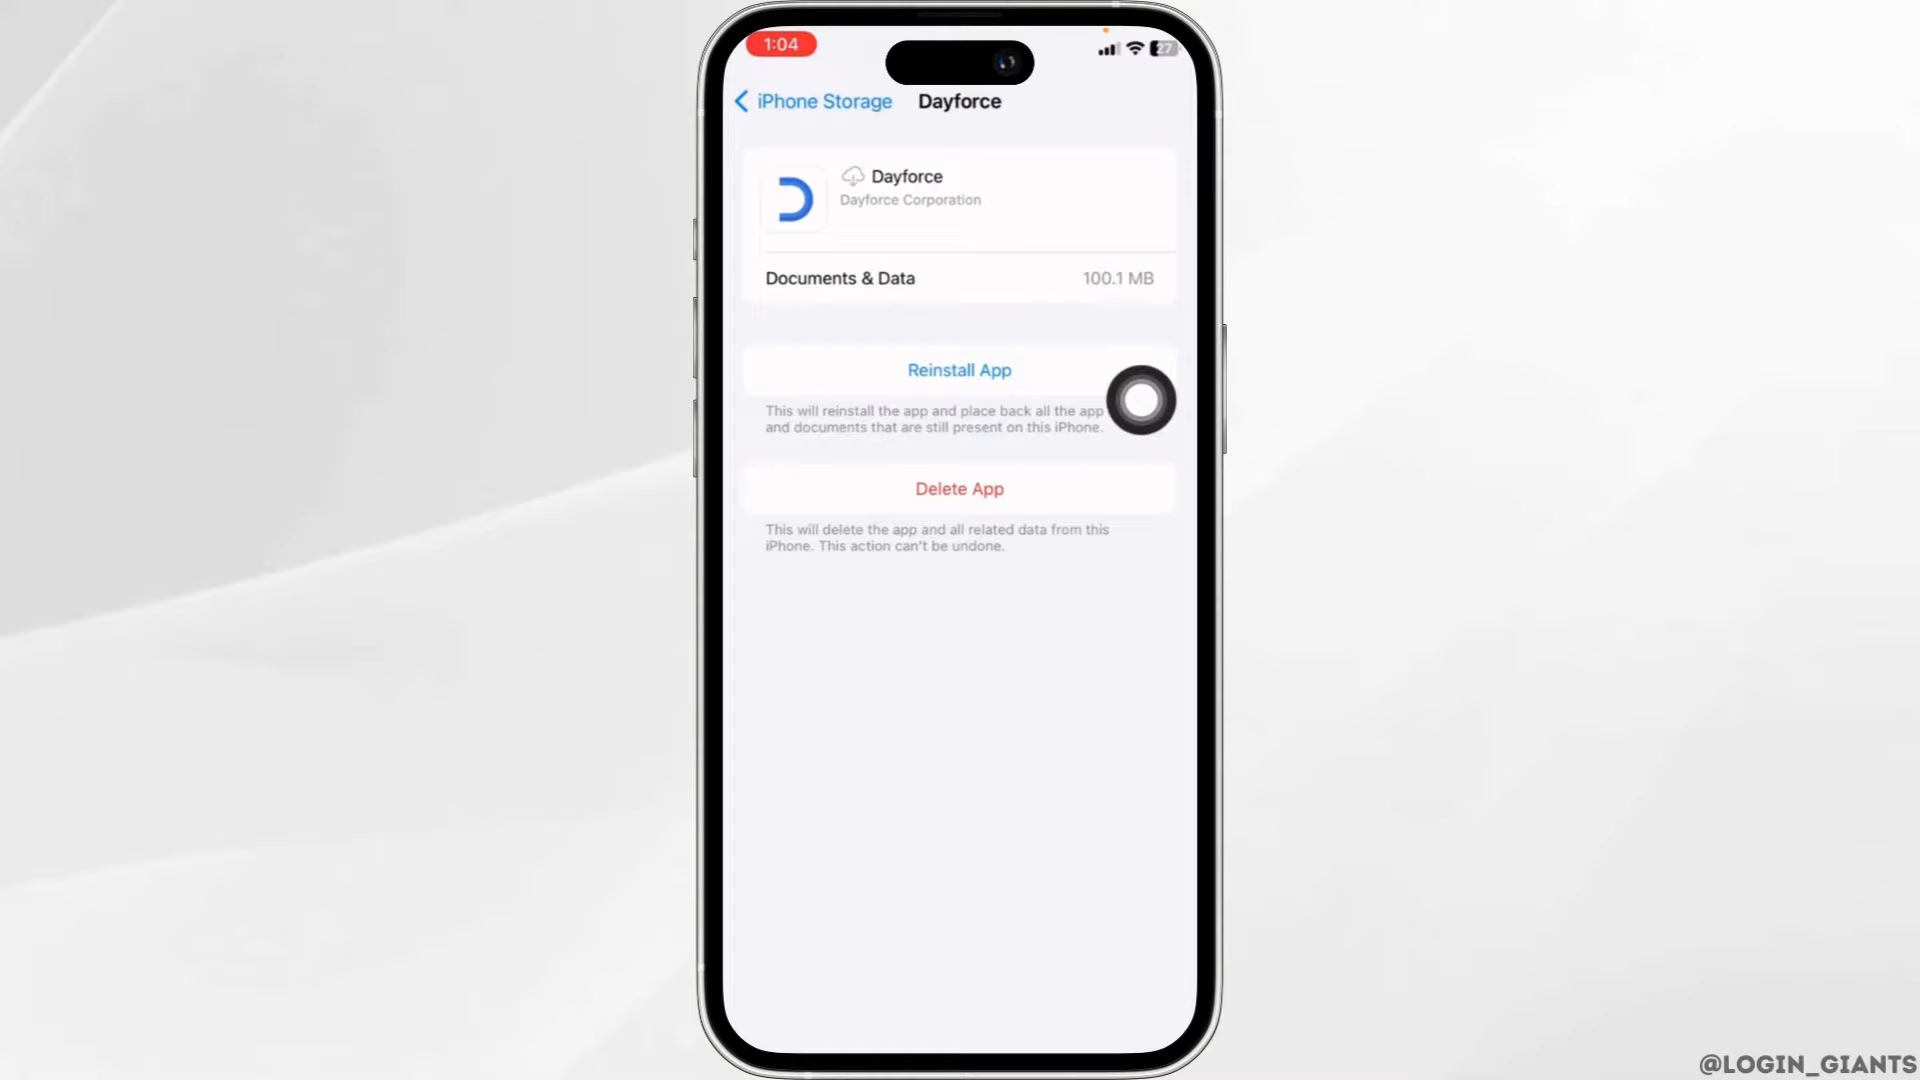 1:04
27
iPhone Storage
Dayforce
Dayforce
Dayforce Corporation
Documents & Data
100.1 MB
Reinstall App
This will reinstall the app and place back all the app
and documents that are still present on this iPhone.
Delete App
This will delete the app and all related data from this
iPhone. This action can't be undone.
@LOGIN_GIANTS